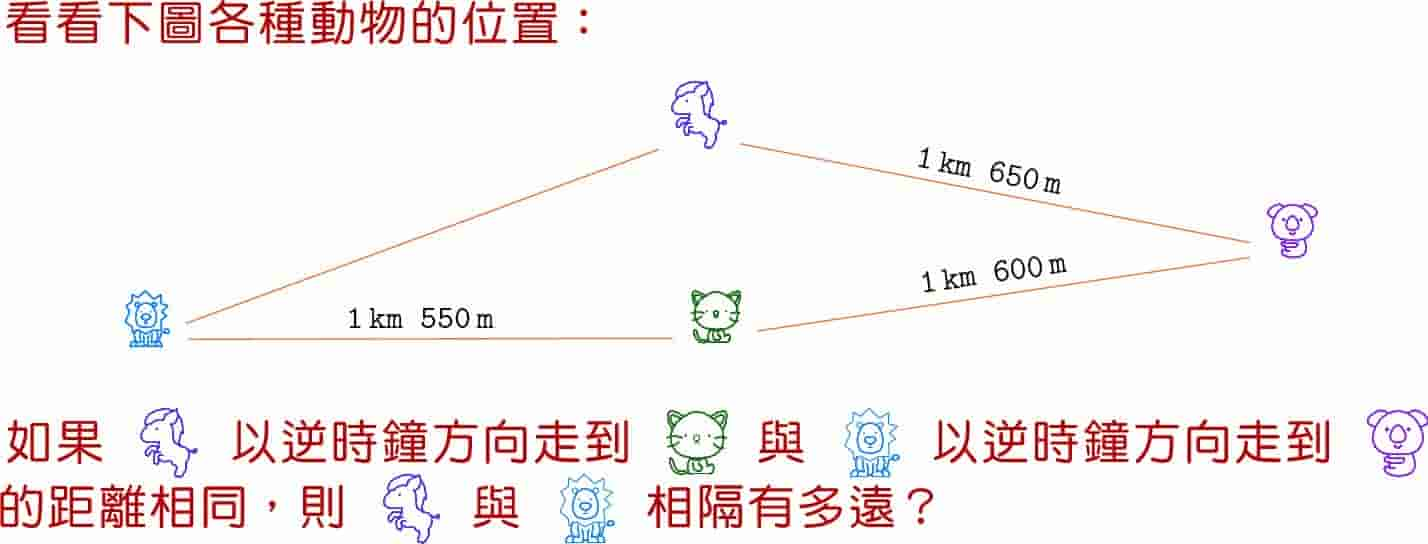 看看下圖各種動物的位置：
1 km 650 m
1 km 600 m
1 km 550 m
如果 以逆時鐘方向走到 與 以逆時鐘方向走到
的距離相同，則 與 相隔有多遠？